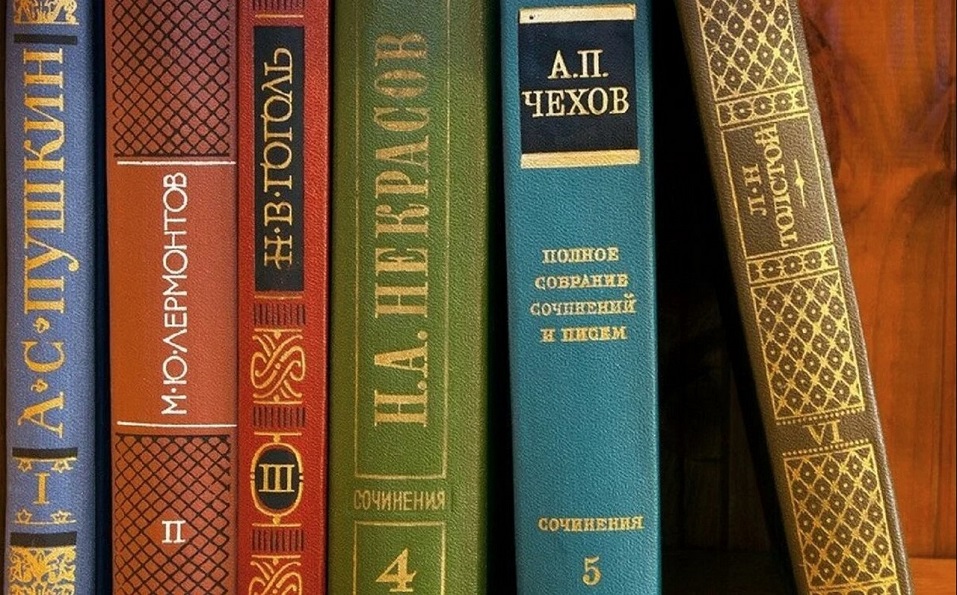 А·С·ПУШКИН
I
М·Ю·ЛЕРМОНТОВ
II
Н·В·ГОГОЛЬ
III
Н.А. НЕКРАСОВ
СОЧИНЕНИЯ
4
А.П.
ЧЕХОВ
ПОЛНОЕ
СОБРАНИЕ
СОЧИНЕНИЙ
И ПИСЕМ
СОЧИНЕНИЯ
5
Л·Н
ТОЛСТОЙ
VI